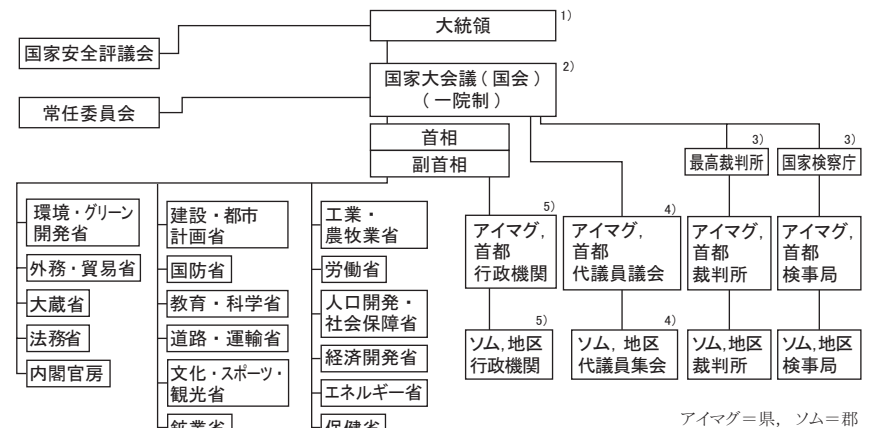 大統領
1)
国家安全評議会
国家大会議(国会)
(一院制)
2)
常任委員会
首相
副首相
3)
最高裁判所
3)
国家検察庁
環境・グリーン
開発省
外務・貿易省
大蔵省
法務省
内閣官房
建設・都市
計画省
国防省
教育・科学省
道路・運輸省
文化・スポーツ・
観光省
鉱業省
工業・
農牧業省
労働省
人口開発・
社会保障省
経済開発省
エネルギー省
保健省
5)
アイマグ,
首都
行政機関
4)
アイマグ,
首都
代議員議会
アイマグ,
首都
裁判所
アイマグ,
首都
検事局
5)
ソム,地区
行政機関
4)
ソム, 地区
代議員集会
ソム,地区
裁判所
ソム,地区
検事局
アイマグ=県, ソム=郡